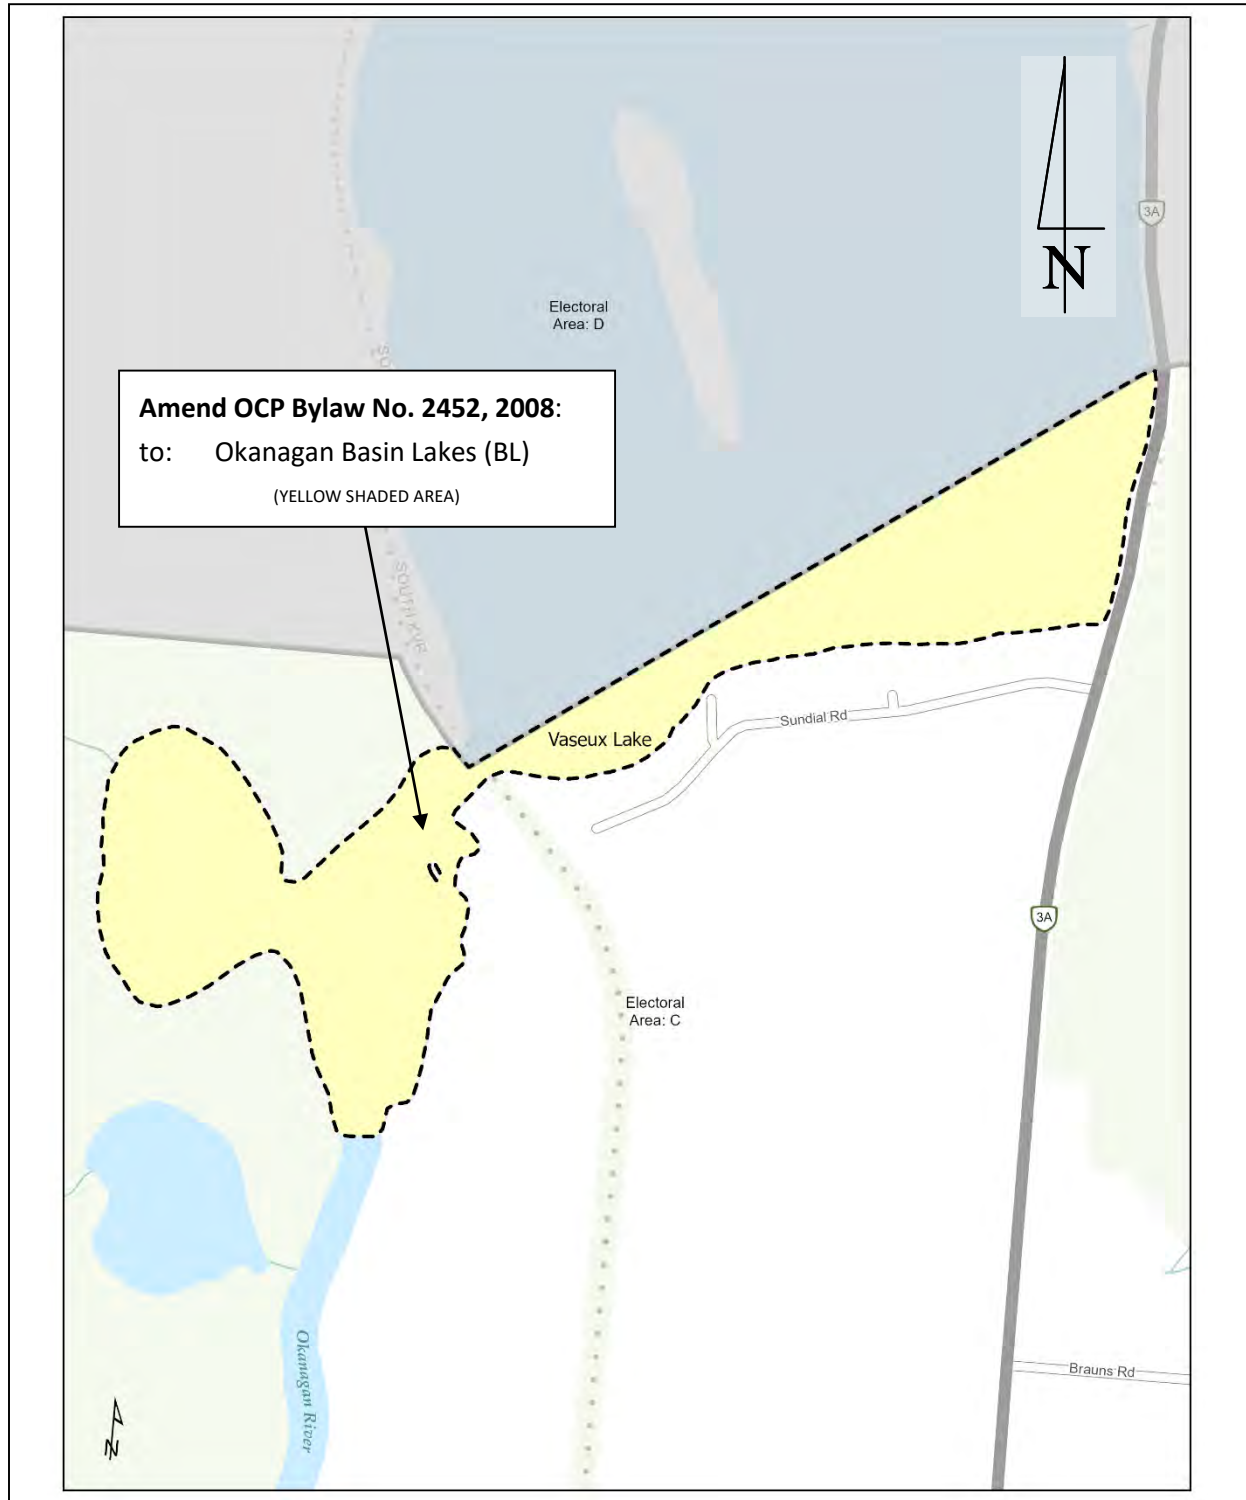 3A
N
Electoral
Area: D
Amend OCP Bylaw No. 2452, 2008:
to: Okanagan Basin Lakes (BL)
(YELLOW SHADED AREA)
Sundial Rd
Vaseux Lake
3A
Electoral
Area: C
Okanagan River
Brauns Rd
N